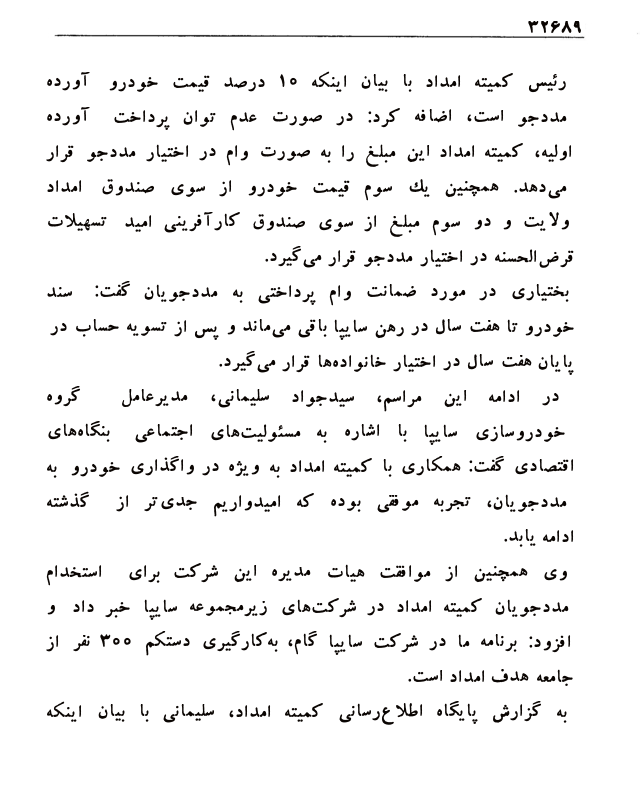 ۳۲۶۸۹
رئیس کمیته امداد با بیان اینکه ۱۰ درصد قیمت خودرو آورده
مددجو است، اضافه کرد: در صورت عدم توان پرداخت آورده
اولیه، کمیته امداد این مبلغ را به صورت وام در اختیار مددجو قرار
می‌دهد. همچنین یك سوم قیمت خودرو از سوی صندوق امداد
ولایت و دو سوم مبلغ از سوی صندوق کارآفرینی امید تسهیلات
قرض‌الحسنه در اختیار مددجو قرار می‌گیرد.
بختیاری در مورد ضمانت وام پرداختی به مددجویان گفت: سند
خودرو تا هفت سال در رهن سایپا باقی می‌ماند و پس از تسویه حساب در
پایان هفت سال در اختیار خانواده‌ها قرار می‌گیرد.
در ادامه این مراسم، سیدجواد سلیمانی، مدیرعامل گروه
خودروسازی سایپا با اشاره به مسئولیت‌های اجتماعی بنگاه‌های
اقتصادی گفت: همکاری با کمیته امداد به ویژه در واگذاری خودرو به
مددجویان، تجربه موفقی بوده که امیدواریم جدی‌تر از گذشته
ادامه یابد.
وی همچنین از موافقت هیات مدیره این شرکت برای استخدام
مددجویان کمیته امداد در شرکت‌های زیرمجموعه سایپا خبر داد و
افزود: برنامه ما در شرکت سایپا گام، به‌کارگیری دستکم ۳۰۰ نفر از
جامعه هدف امداد است.
به گزارش پایگاه اطلاع‌رسانی کمیته امداد، سلیمانی با بیان اینکه